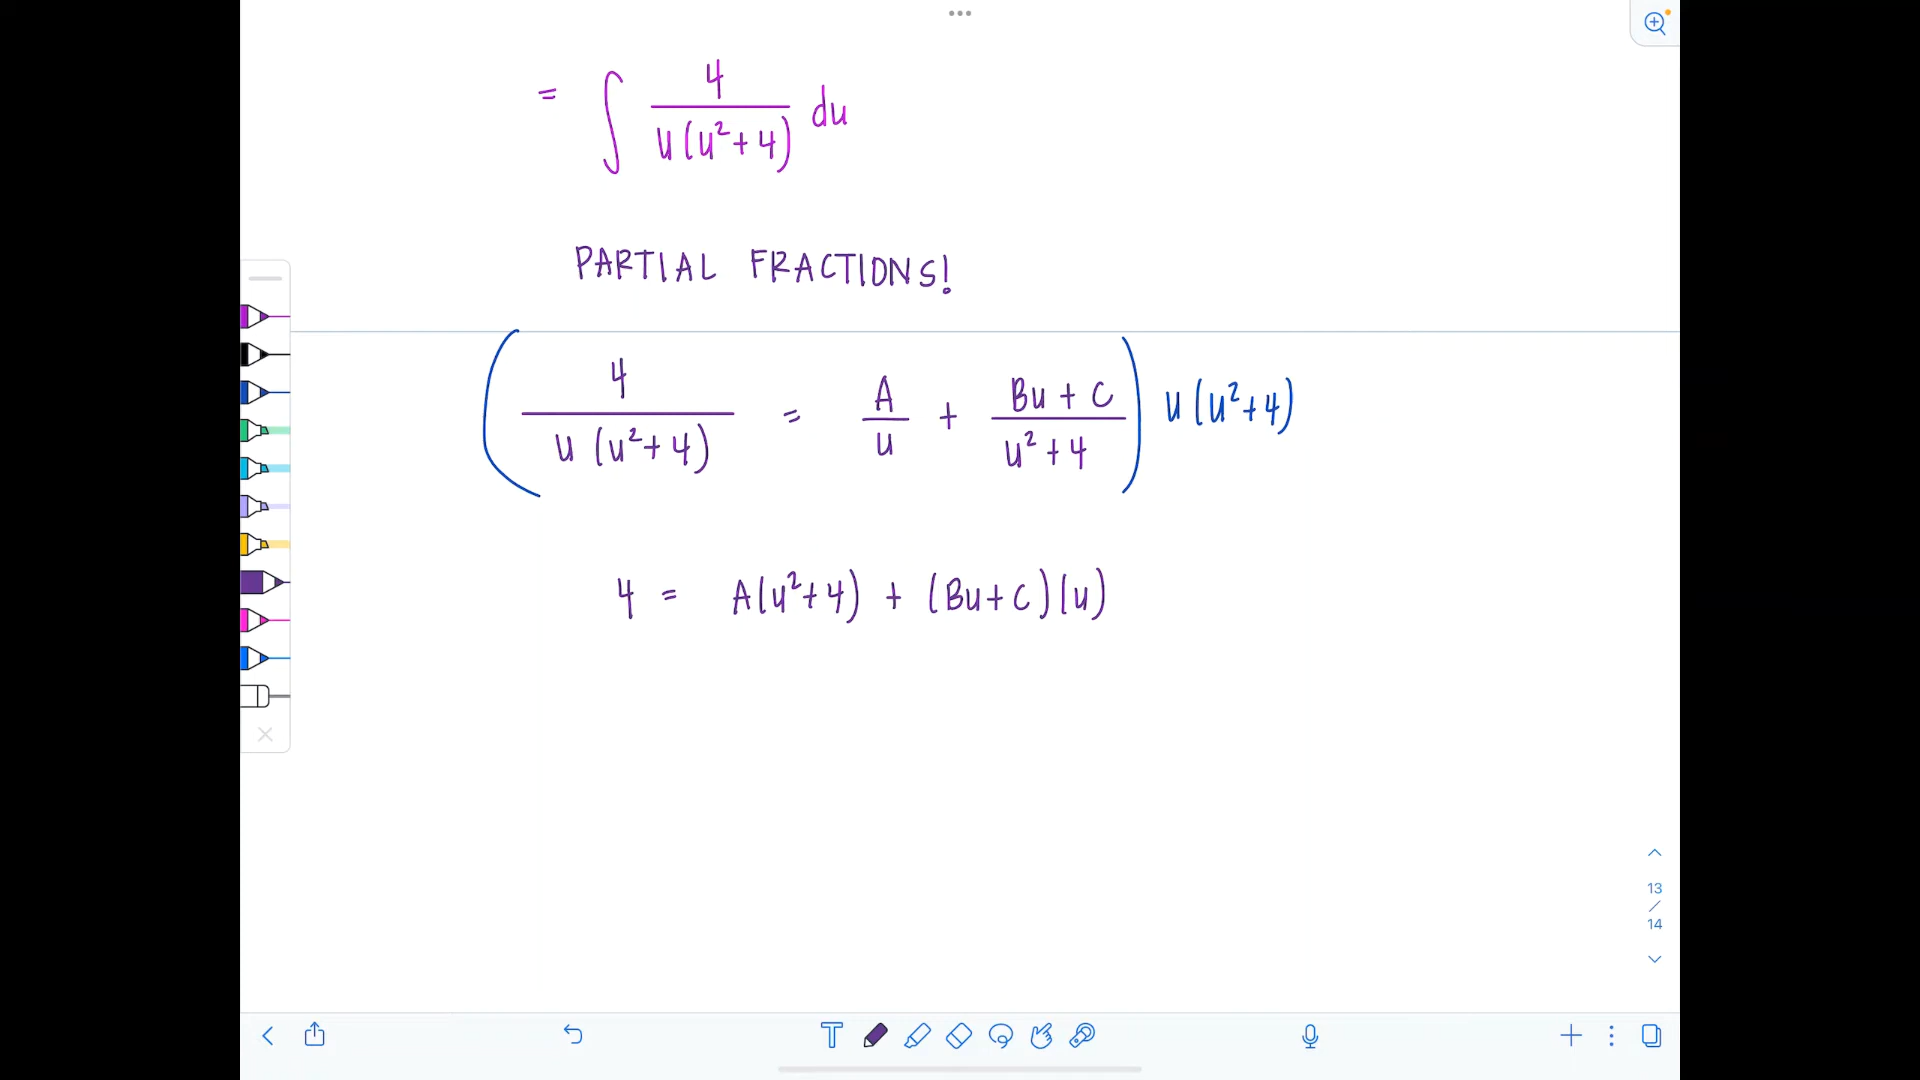 = ∫ 4 / u(u²+4) du
PARTIAL FRACTIONS!
( 4 / u (u²+4) = A / u + Bu + C / u²+4 ) u(u²+4)
4 = A(u²+4) + (Bu+C)(u)
13
/
14
T